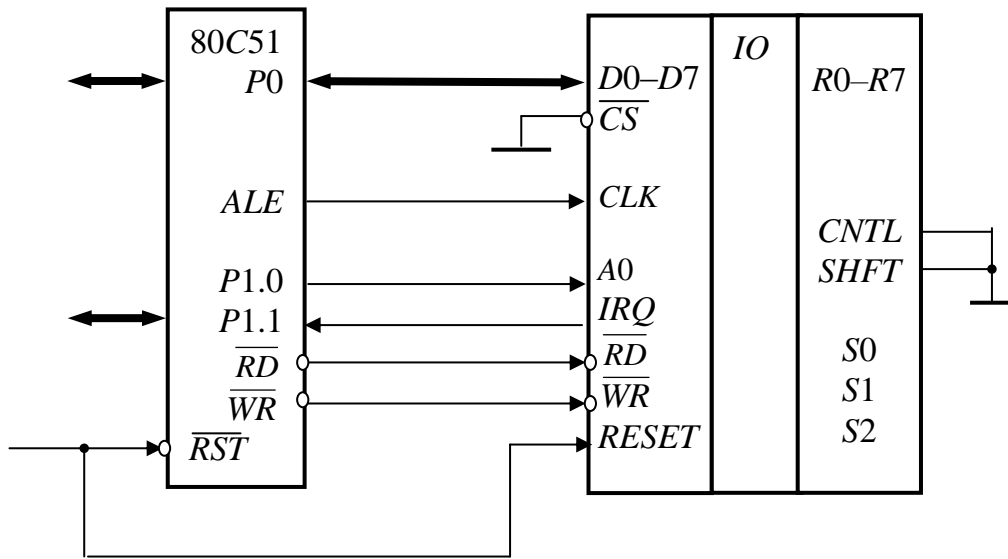 80C51
P0
ALE
P1.0
P1.1
RD
WR
RST
D0–D7
CS
CLK
A0
IRQ
RD
WR
RESET
IO
R0–R7
CNTL
SHFT
S0
S1
S2